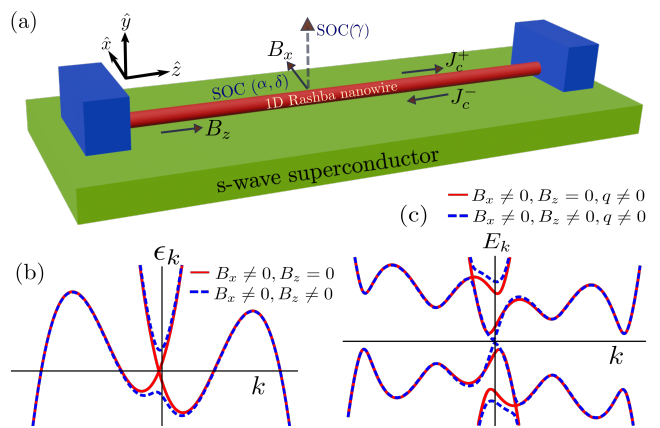 (a)
ŷ
x̂
ẑ
B_x
SOC(γ)
SOC (α, δ)
1D Rashba nanowire
J_c^+
J_c^-
B_z
s-wave superconductor
(b)
ϵ_k
B_x ≠ 0, B_z = 0
B_x ≠ 0, B_z ≠ 0
k
(c)
B_x ≠ 0, B_z = 0, q ≠ 0
B_x ≠ 0, B_z ≠ 0, q ≠ 0
E_k
k